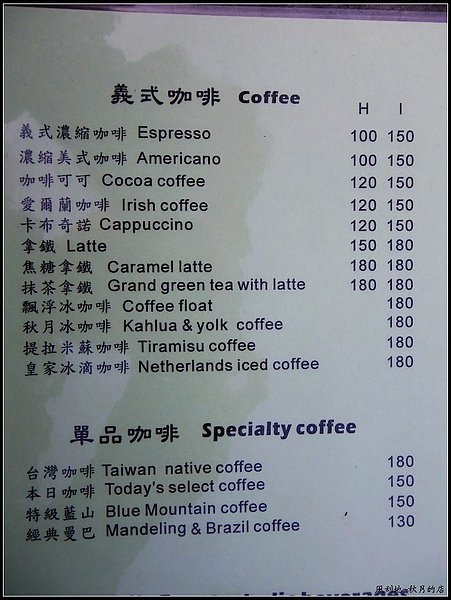 義式咖啡 Coffee
H I
義式濃縮咖啡 Espresso 100 150
濃縮美式咖啡 Americano 100 150
咖啡可可 Cocoa coffee 120 150
愛爾蘭咖啡 Irish coffee 120 150
卡布奇諾 Cappuccino 120 150
拿鐵 Latte 150 180
焦糖拿鐵 Caramel latte 180 180
抹茶拿鐵 Grand green tea with latte 180 180
飄浮冰咖啡 Coffee float 180
秋月冰咖啡 Kahlua & yolk coffee 180
提拉米蘇咖啡 Tiramisu coffee 180
皇家冰滴咖啡 Netherlands iced coffee 180
單品咖啡 Specialty coffee
台灣咖啡 Taiwan native coffee 180
本日咖啡 Today's select coffee 150
特級藍山 Blue Mountain coffee 150
經典曼巴 Mandeling & Brazil coffee 130
beverages
秋月的店